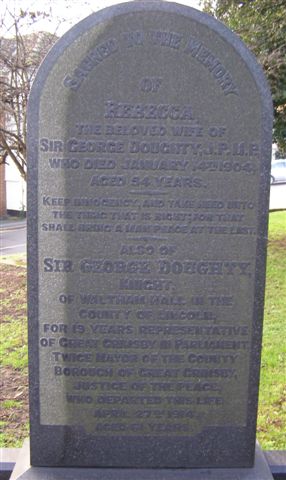 Sacred to the Memory
of
Rebecca,
the beloved wife of
Sir George Doughty, J.P. M.P.
who died January 4th 1904,
aged 54 years.
Keep innocency, and take heed unto
the thing that is right; for that
shall bring a man peace at the last.
Also of
Sir George Doughty,
Knight,
of Waltham Hall in the
County of Lincoln,
for 19 years representative
of Great Grimsby in Parliament,
Twice Mayor of the County
Borough of Great Grimsby,
Justice of the Peace,
who departed this life
April 27th 1914,
aged 61 years.